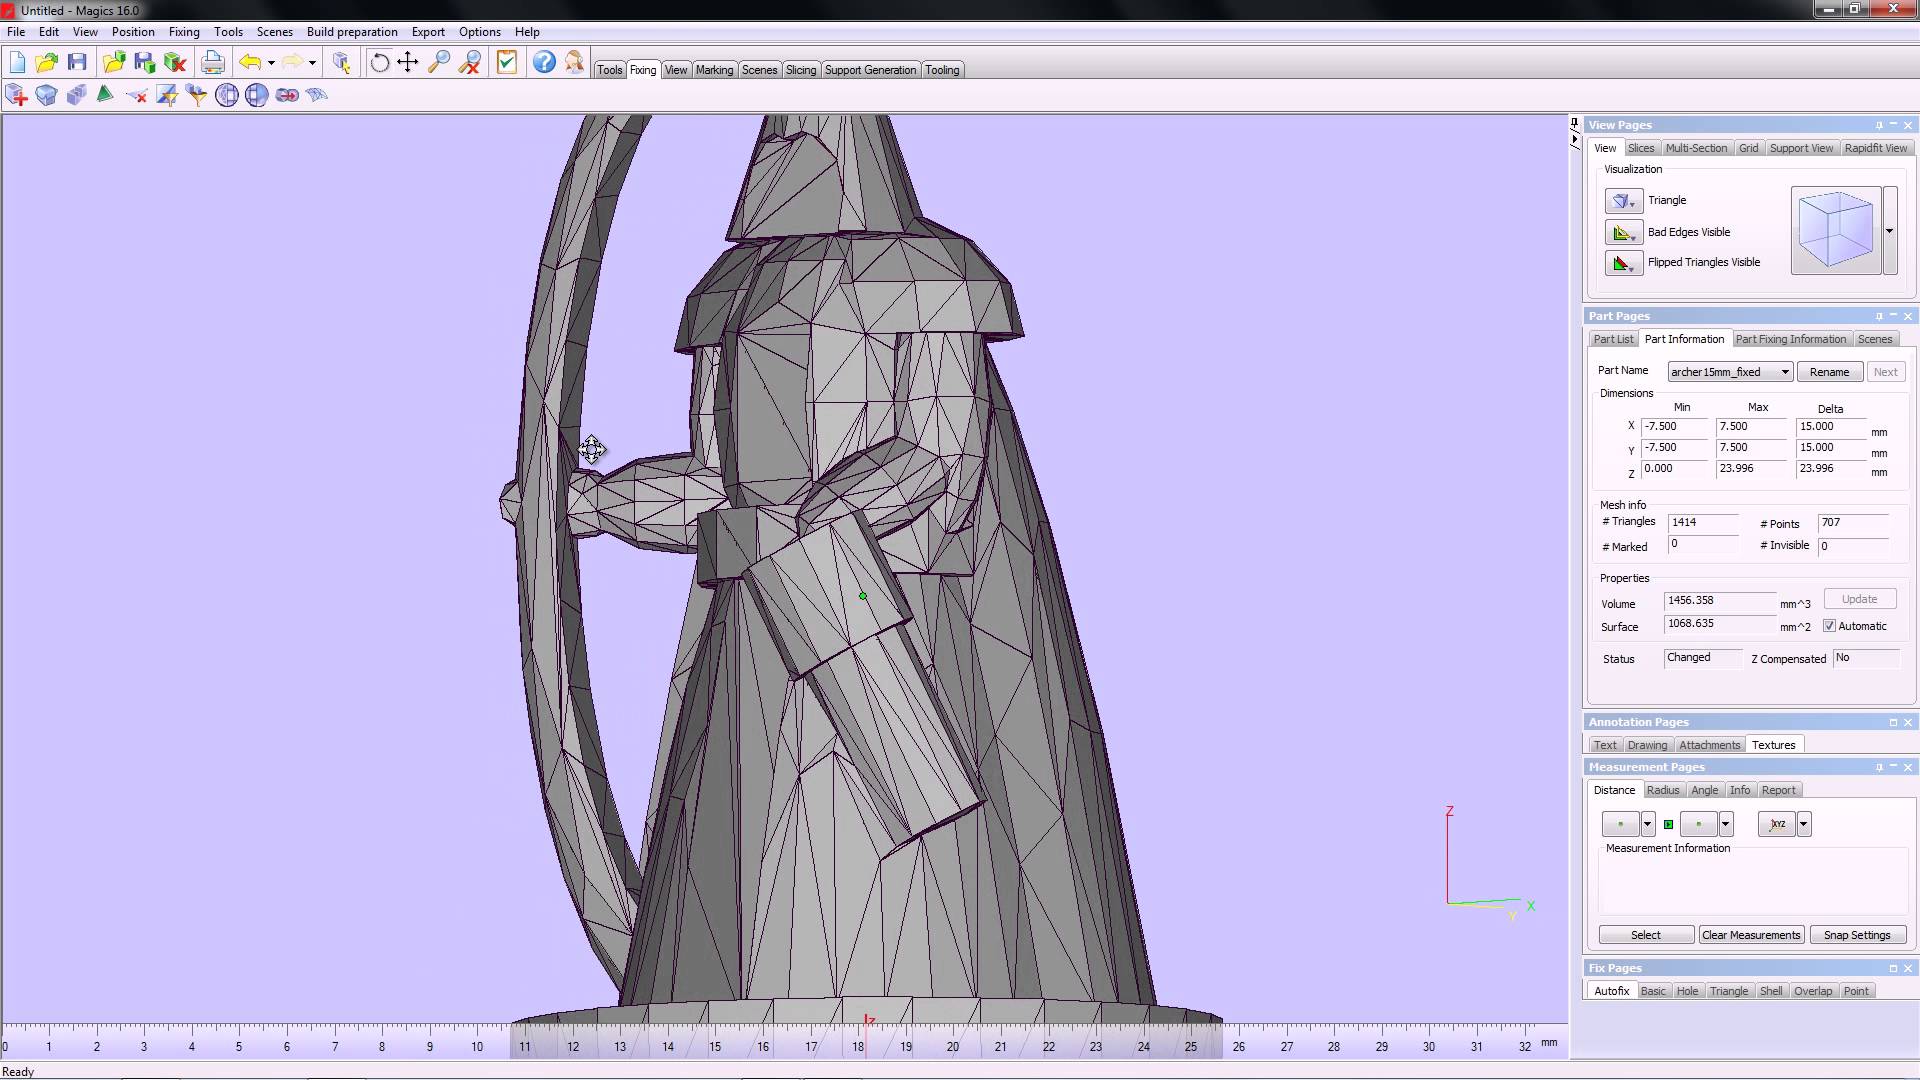 Untitled - Magics 16.0
File Edit View Position Fixing Tools Scenes Build preparation Export Options Help
Tools Fixing View Marking Scenes Slicing Support Generation Tooling
View Pages
View Slices Multi-Section Grid Support View Rapidfit View
Visualization
Triangle
Bad Edges Visible
Flipped Triangles Visible
Part Pages
Part List Part Information Part Fixing Information Scenes
Part Name archer15mm_fixed Rename Next
Dimensions
Min Max Delta
X -7.500 7.500 15.000 mm
Y -7.500 7.500 15.000 mm
Z 0.000 23.996 23.996 mm
Mesh info
# Triangles 1414 # Points 707
# Marked 0 # Invisible 0
Properties
Volume 1456.358 mm^3 Update
Surface 1068.635 mm^2 Automatic
Status Changed Z Compensated No
Annotation Pages
Text Drawing Attachments Textures
Measurement Pages
Distance Radius Angle Info Report
XYZ
Measurement Information
Select Clear Measurements Snap Settings
Fix Pages
Autofix Basic Hole Triangle Shell Overlap Point
Z
X
Y
Z
0 1 2 3 4 5 6 7 8 9 10 11 12 13 14 15 16 17 18 19 20 21 22 23 24 25 26 27 28 29 30 31 32 mm
Ready